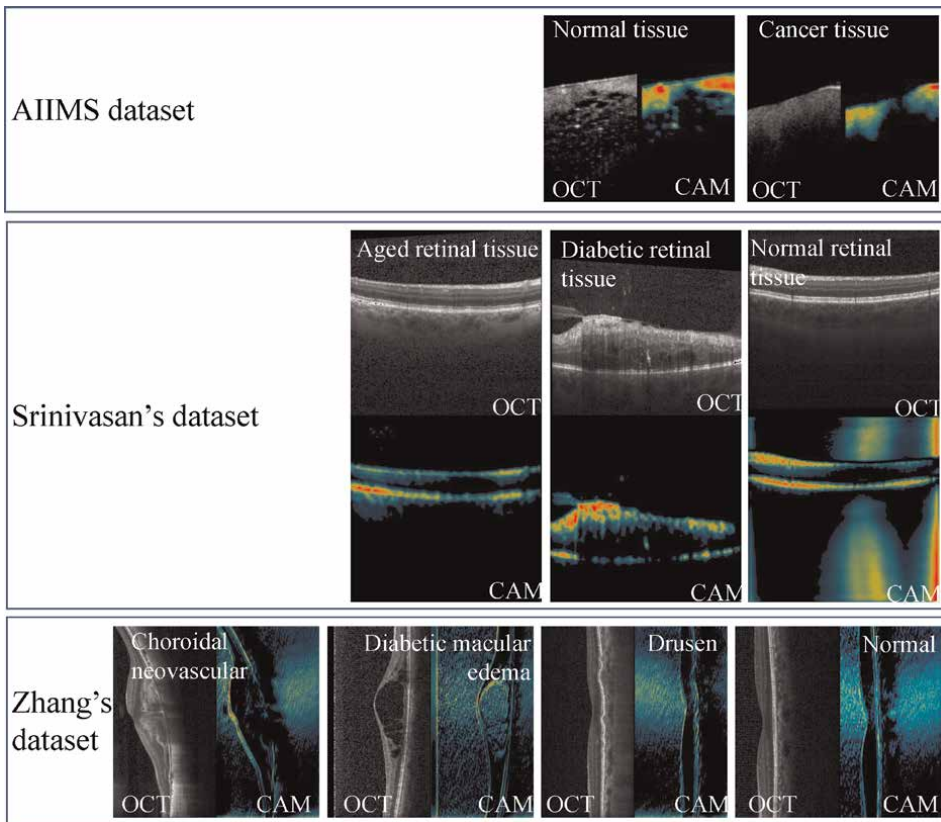 Normal tissue
Cancer tissue
AIIMS dataset
OCT
CAM
OCT
CAM
Aged retinal tissue
Diabetic retinal
tissue
Normal retinal
tissue
OCT
OCT
OCT
Srinivasan's dataset
CAM
CAM
CAM
Choroidal
neovascular
Diabetic macular
edema
Drusen
Normal
Zhang's
dataset
OCT
CAM
OCT
CAM
OCT
CAM
OCT
CAM